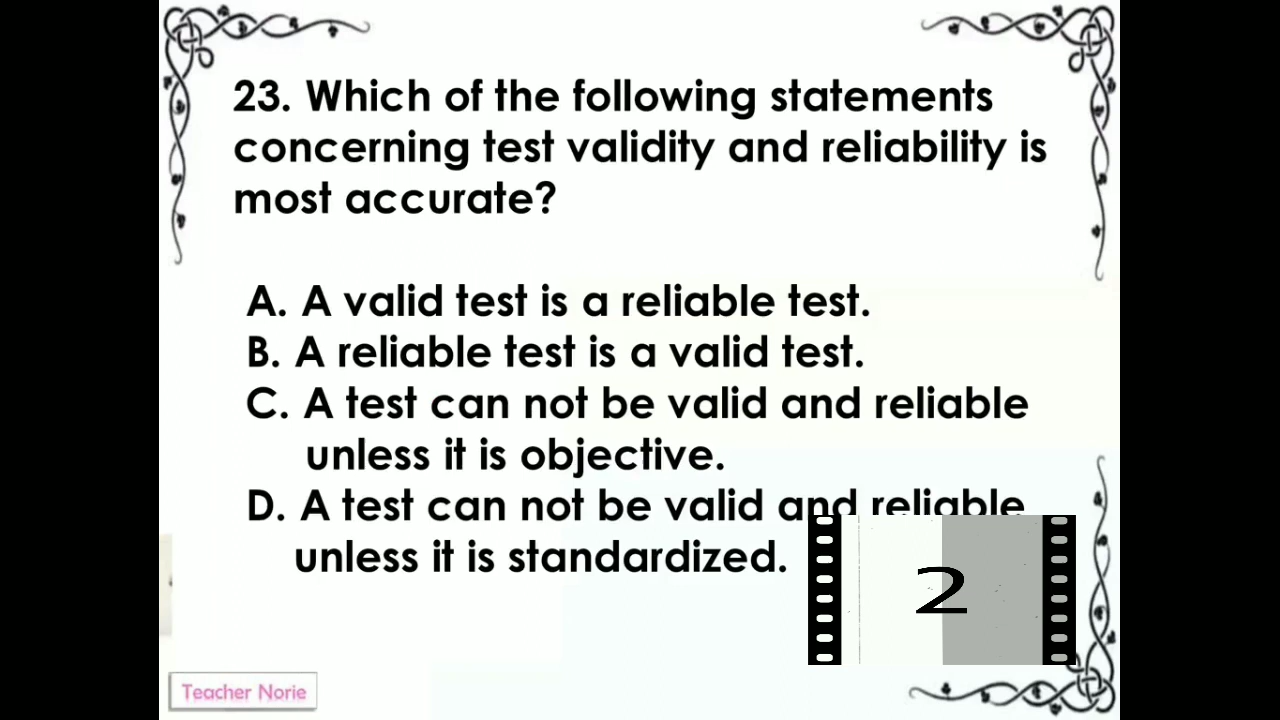 23. Which of the following statements
concerning test validity and reliability is
most accurate?
A. A valid test is a reliable test.
B. A reliable test is a valid test.
C. A test can not be valid and reliable
unless it is objective.
D. A test can not be valid and reliable
unless it is standardized.
2
Teacher Norie